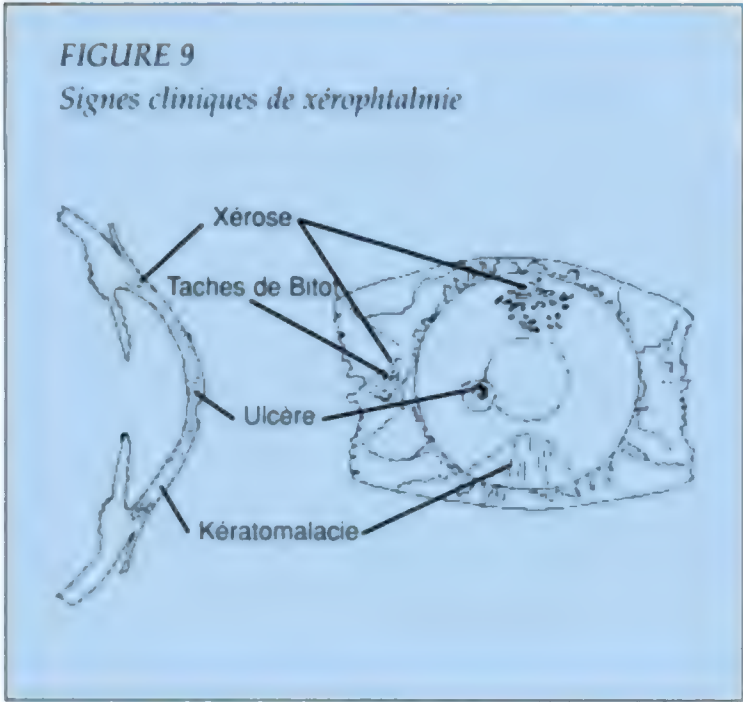 FIGURE 9
Signes cliniques de xérophtalmie
Xérose
Taches de Bitot
Ulcère
Kératomalacie